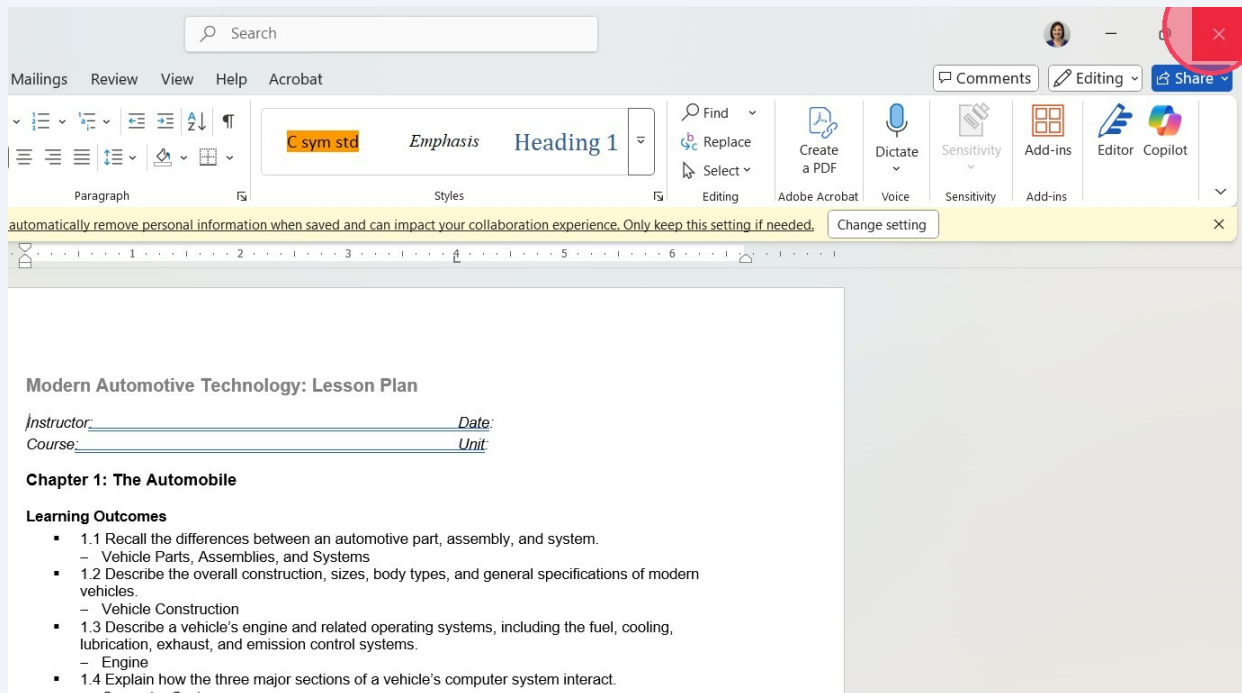 Search
Mailings Review View Help Acrobat
Comments Editing Share
C sym std Emphasis Heading 1
Find
Replace
Select
Create a PDF
Dictate
Sensitivity
Add-ins
Editor Copilot
Paragraph Styles Editing Adobe Acrobat Voice Sensitivity Add-ins
automatically remove personal information when saved and can impact your collaboration experience. Only keep this setting if needed. Change setting
1 2 3 4 5 6
Modern Automotive Technology: Lesson Plan
Instructor: Date:
Course: Unit:
Chapter 1: The Automobile
Learning Outcomes
▪ 1.1 Recall the differences between an automotive part, assembly, and system.
– Vehicle Parts, Assemblies, and Systems
▪ 1.2 Describe the overall construction, sizes, body types, and general specifications of modern
vehicles.
– Vehicle Construction
▪ 1.3 Describe a vehicle’s engine and related operating systems, including the fuel, cooling,
lubrication, exhaust, and emission control systems.
– Engine
▪ 1.4 Explain how the three major sections of a vehicle’s computer system interact.